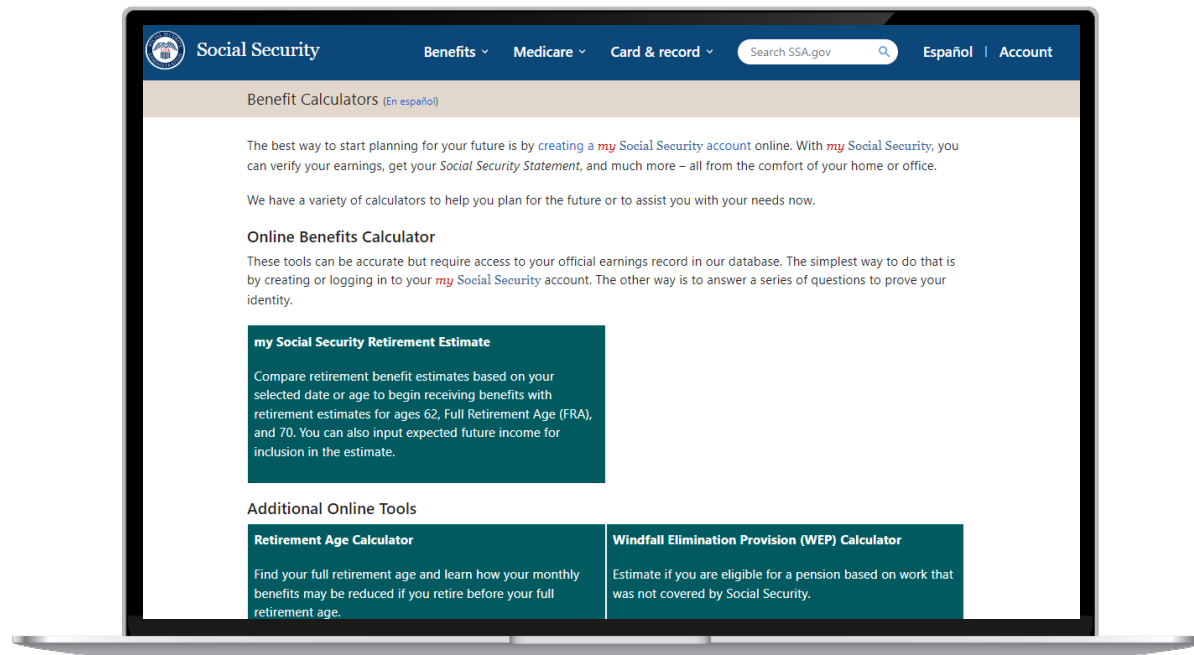 Social Security
Benefits
Medicare
Card & record
Search SSA.gov
Español
Account
Benefit Calculators (En español)
The best way to start planning for your future is by creating a my Social Security account online. With my Social Security, you
can verify your earnings, get your Social Security Statement, and much more – all from the comfort of your home or office.
We have a variety of calculators to help you plan for the future or to assist you with your needs now.
Online Benefits Calculator
These tools can be accurate but require access to your official earnings record in our database. The simplest way to do that is
by creating or logging in to your my Social Security account. The other way is to answer a series of questions to prove your
identity.
my Social Security Retirement Estimate
Compare retirement benefit estimates based on your
selected date or age to begin receiving benefits with
retirement estimates for ages 62, Full Retirement Age (FRA),
and 70. You can also input expected future income for
inclusion in the estimate.
Additional Online Tools
Retirement Age Calculator
Find your full retirement age and learn how your monthly
benefits may be reduced if you retire before your full
retirement age.
Windfall Elimination Provision (WEP) Calculator
Estimate if you are eligible for a pension based on work that
was not covered by Social Security.